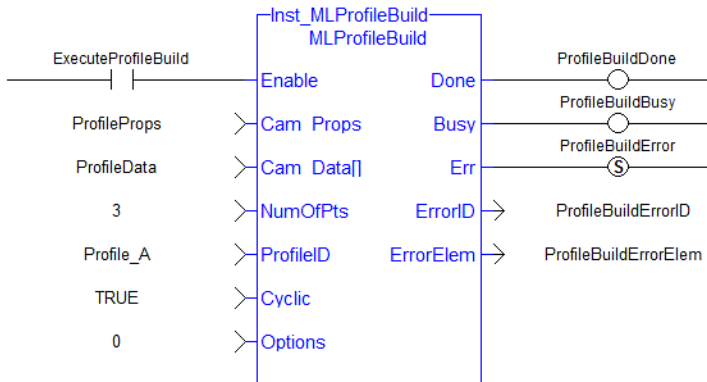 Inst_MLProfileBuild
MLProfileBuild
ExecuteProfileBuild Enable Done ProfileBuildDone
ProfileProps Cam_Props Busy ProfileBuildBusy
ProfileData Cam_Data[] Err ProfileBuildError
S
3 NumOfPts ErrorID ProfileBuildErrorID
Profile_A ProfileID ErrorElem ProfileBuildErrorElem
TRUE Cyclic
0 Options